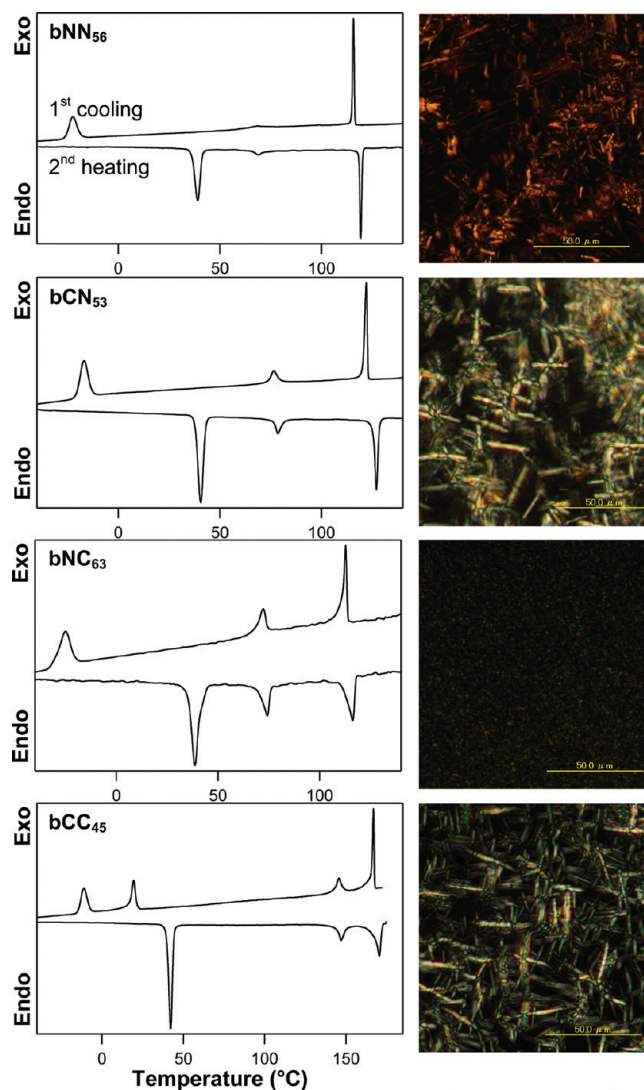 Exo
bNN56
1st cooling
2nd heating
Endo
0 50 100
50.0 μm
Exo
bCN53
Endo
0 50 100
50.0 μm
Exo
bNC63
Endo
0 50 100
50.0 μm
Exo
bCC45
Endo
0 50 100 150
50.0 μm
Temperature (°C)